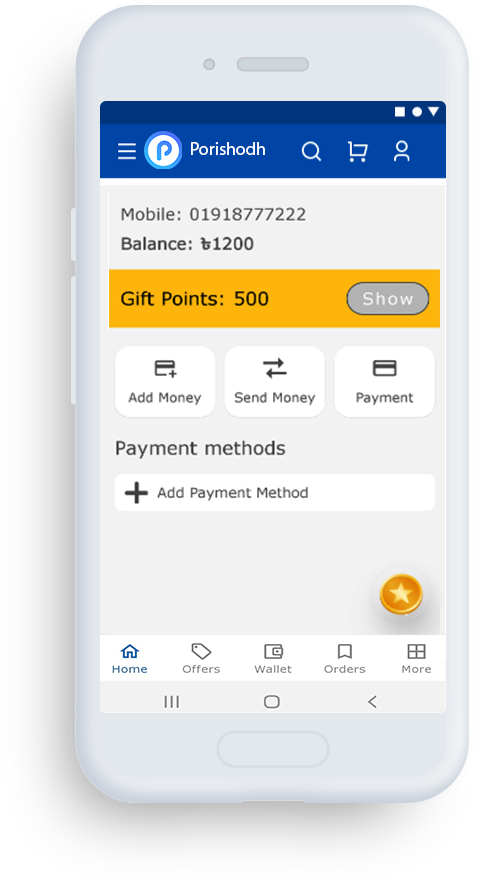 Porishodh
Mobile: 01918777222
Balance: ৳1200
Gift Points: 500 Show
Add Money Send Money Payment
Payment methods
Add Payment Method
Home Offers Wallet Orders More